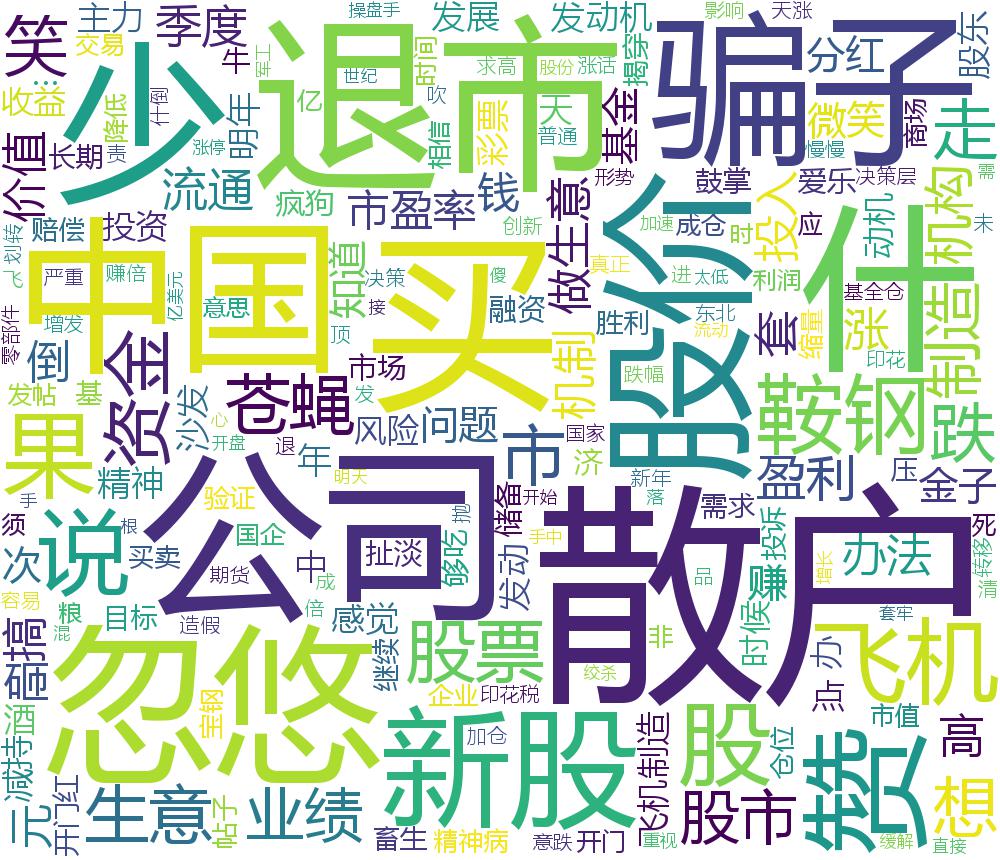 笑
主力
季度
操盘手
发展
发动机
影响
天涨
股东
交易
牛
军工
世纪
时间
求高
股份
涨话
揭穿
分红
少
退市
骗子
收益
降低
什倒
明年
亿
吹
相信
彩票
天
普通
基金
微笑
商场
走
价值
长期
责
涨停
流通
疯狗
市盈率
钱
形势
鼓掌
慢慢
爱乐
决策层
需
赔偿
投资
中国
买
创新
做生意
股价
加速
成仓
时
投入
应
动机
什
机构
未
划转
严重
赚倍
亿美元
意思
知道
决策
傻
真正
进
太低
利润
基全仓
增发
顶
接
融资
胜利
东北
流动
套
缩量
涨
印花
制造
零部件
倒
资金
市场
机制
跌幅
发帖
基
沙发
苍蝇
发
风险
问题
鞍钢
跌
果
心
开盘
退
年
市
国家
济
盈利
压
金子
精神
明天
储备
开始
新年
落
需求
投诉
手
验证
公司
抛
散户
死
须
说
根
国企
扯淡
够吃
手中
品
赚
增长
办法
转移
清
次
买卖
期货
中
成
发动
容易
粮
目标
造假
倍
感觉
时侯
套牢
混
搞
忽悠
继续
股票
非
绞杀
办
飞机
点
酒
宝钢
企业
印花税
新股
加仓
股
仓位
市值
高
减持
元
开门红
生意
帖子
业绩
畜生
精神病
意跌
开门
飞机制造
重视
股市
赞
想
缓解
直接